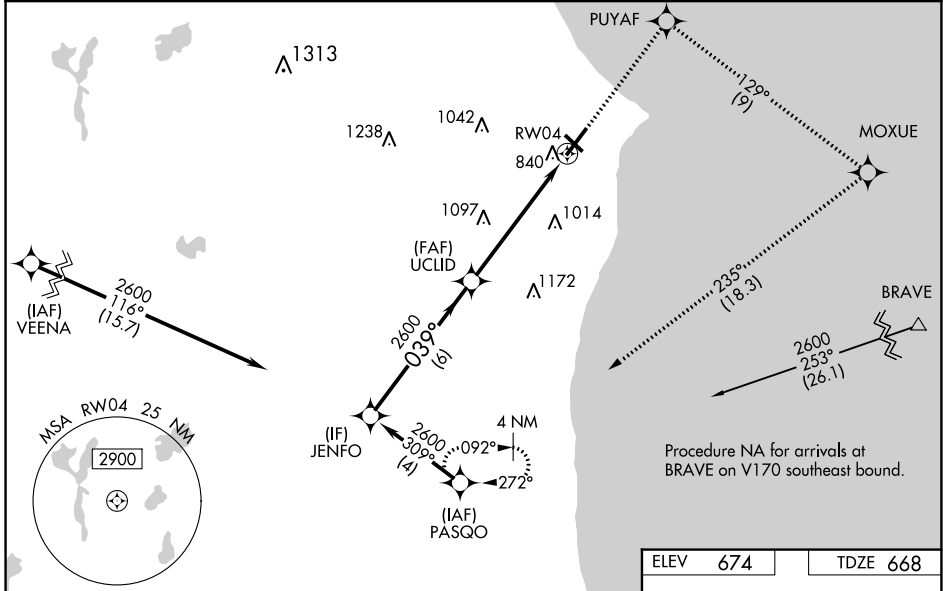 PUYAF
1313
129°
(9)
1042
1238
RW04
840
MOXUE
1097
1014
(FAF)
UCLID
1172
2600
116°
(15.7)
(IAF)
VEENA
235°
(18.3)
BRAVE
2600
253°
(26.1)
2600
039°
(6)
(IF)
JENFO
2600
309°
(4)
4 NM
092°
272°
(IAF)
PASQO
MSA RW04 25 NM
2900
Procedure NA for arrivals at
BRAVE on V170 southeast bound.
ELEV 674
TDZE 668